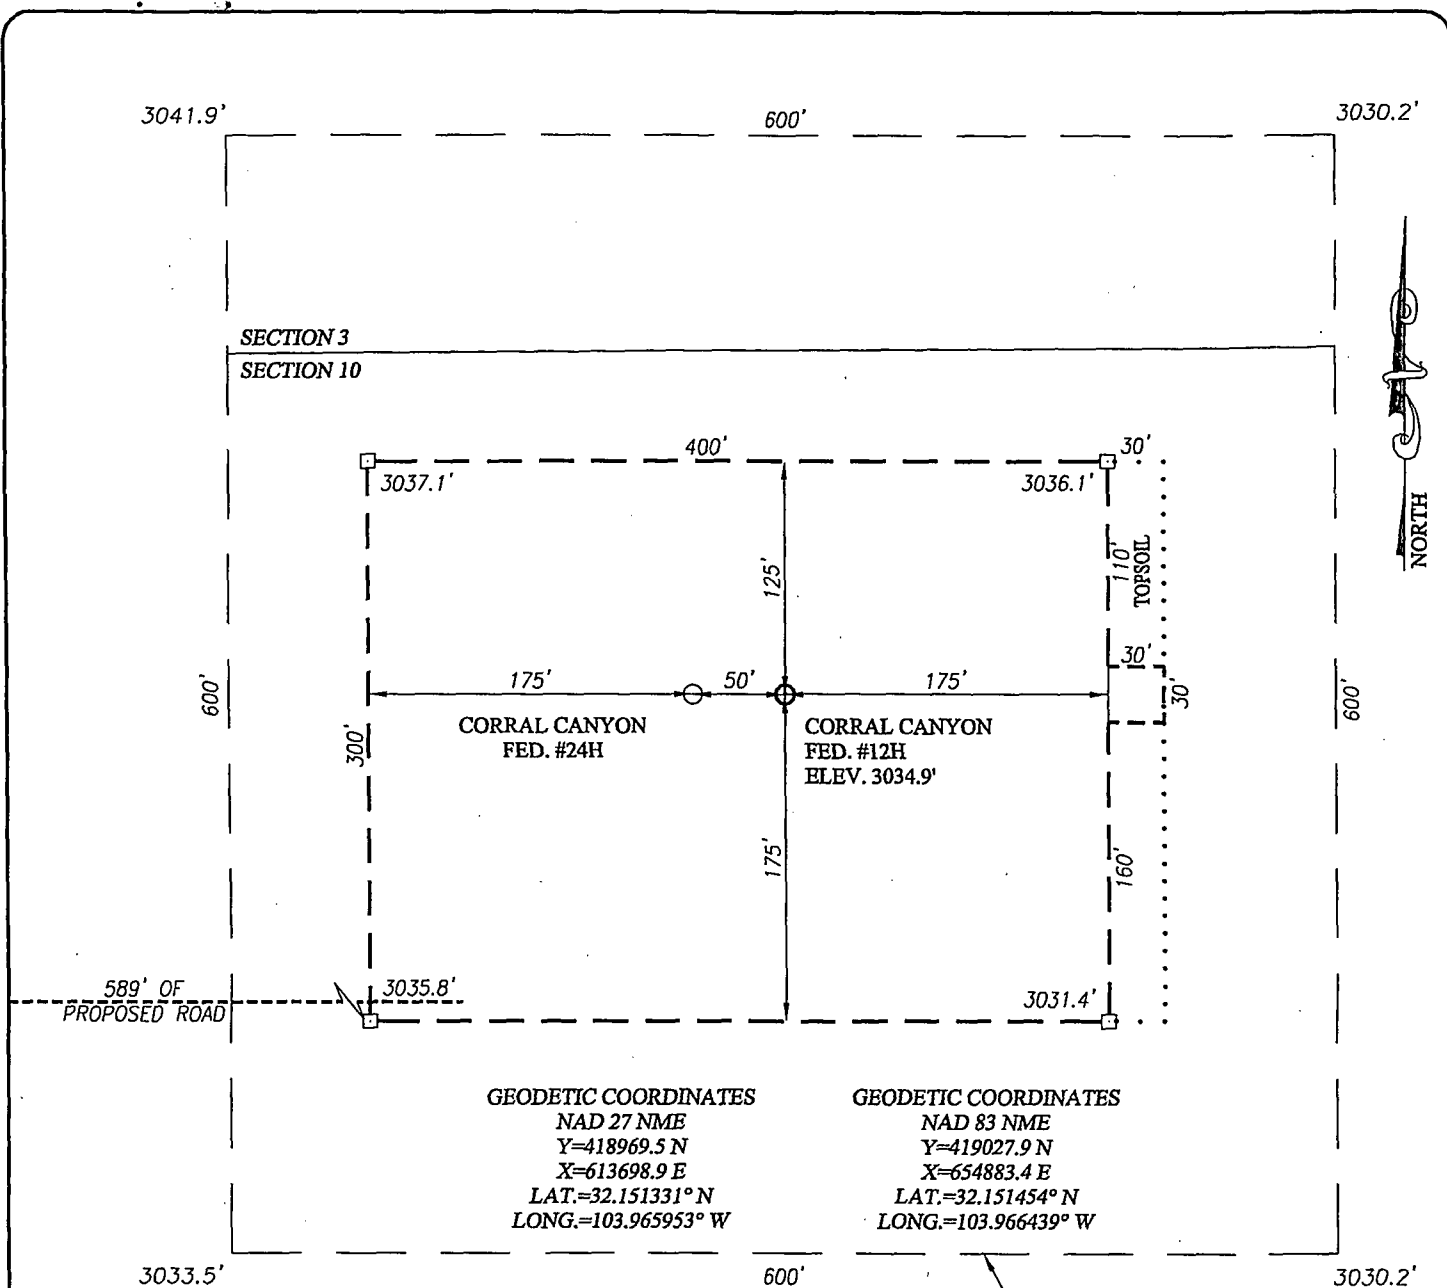 3041.9'
600'
3030.2'
SECTION 3
SECTION 10
NORTH
400'
30'
3037.1'
3036.1'
110'
TOPSOIL
125'
30'
30'
175'
50'
175'
600'
600'
300'
CORRAL CANYON
FED. #24H
CORRAL CANYON
FED. #12H
ELEV. 3034.9'
175'
160'
589' OF
PROPOSED ROAD
3035.8'
3031.4'
GEODETIC COORDINATES
NAD 27 NME
Y=418969.5 N
X=613698.9 E
LAT.=32.151331° N
LONG.=103.965953° W
GEODETIC COORDINATES
NAD 83 NME
Y=419027.9 N
X=654883.4 E
LAT.=32.151454° N
LONG.=103.966439° W
3033.5'
600'
3030.2'